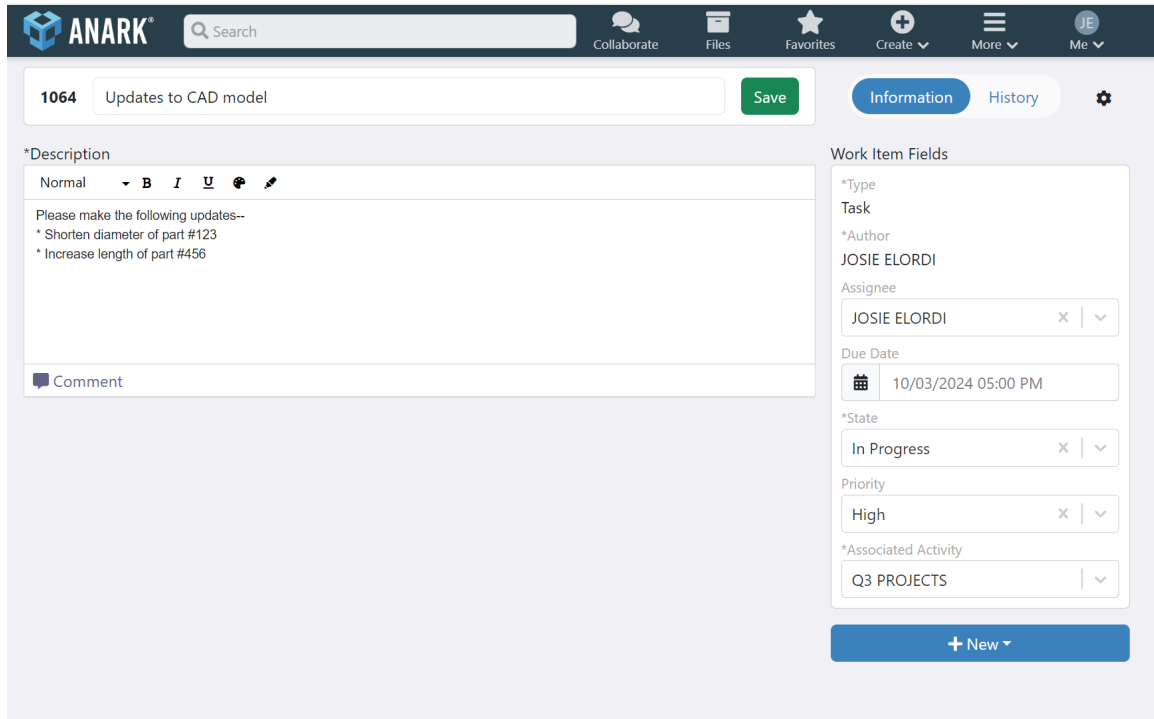 ANARK®
Search
Collaborate
Files
Favorites
Create
More
JE
Me
1064
Updates to CAD model
Save
Information
History
*Description
Normal
B I U
Please make the following updates--
* Shorten diameter of part #123
* Increase length of part #456
Comment
Work Item Fields
*Type
Task
*Author
JOSIE ELORDI
Assignee
JOSIE ELORDI
Due Date
10/03/2024 05:00 PM
*State
In Progress
Priority
High
*Associated Activity
Q3 PROJECTS
+ New